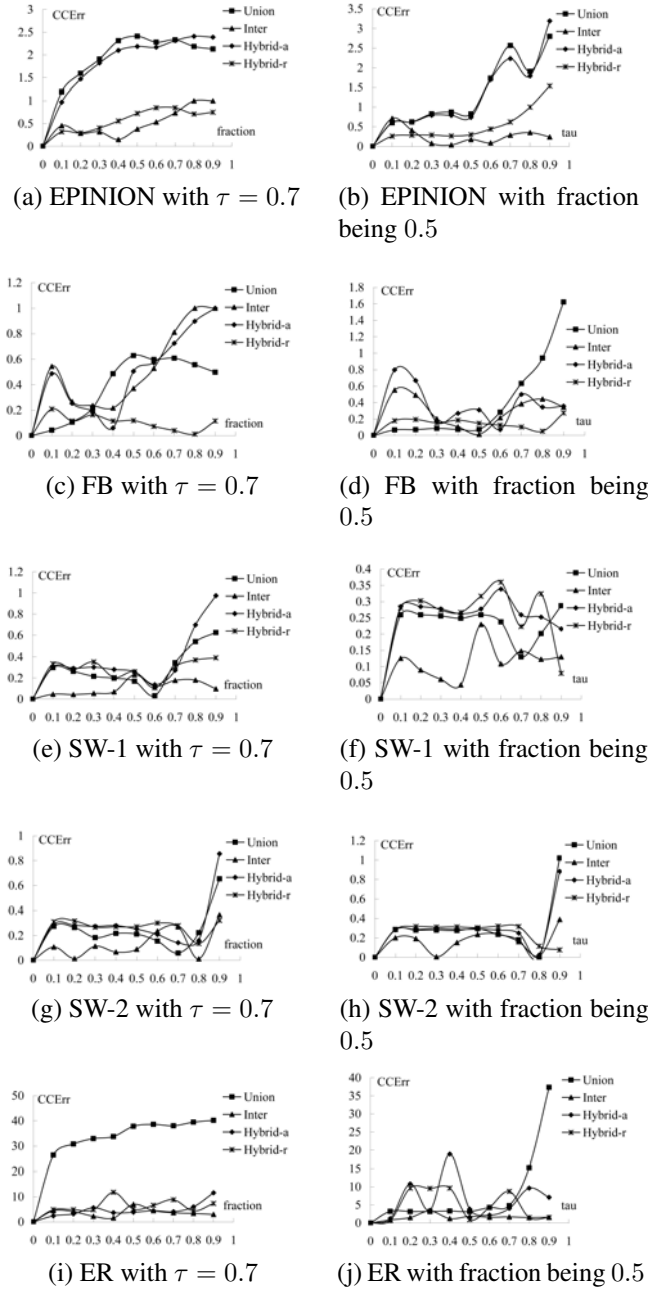 CCErr
3
2.5
2
1.5
1
0.5
0
0 0.1 0.2 0.3 0.4 0.5 0.6 0.7 0.8 0.9 1
fraction
Union
Inter
Hybrid-a
Hybrid-r
(a) EPINION with τ = 0.7
CCErr
3.5
3
2.5
2
1.5
1
0.5
0
0 0.1 0.2 0.3 0.4 0.5 0.6 0.7 0.8 0.9 1
tau
Union
Inter
Hybrid-a
Hybrid-r
(b) EPINION with fraction
being 0.5
CCErr
1.2
1
0.8
0.6
0.4
0.2
0
0 0.1 0.2 0.3 0.4 0.5 0.6 0.7 0.8 0.9 1
fraction
Union
Inter
Hybrid-a
Hybrid-r
(c) FB with τ = 0.7
CCErr
1.8
1.6
1.4
1.2
1
0.8
0.6
0.4
0.2
0
0 0.1 0.2 0.3 0.4 0.5 0.6 0.7 0.8 0.9 1
tau
Union
Inter
Hybrid-a
Hybrid-r
(d) FB with fraction being
0.5
CCErr
1.2
1
0.8
0.6
0.4
0.2
0
0 0.1 0.2 0.3 0.4 0.5 0.6 0.7 0.8 0.9 1
fraction
Union
Inter
Hybrid-a
Hybrid-r
(e) SW-1 with τ = 0.7
CCErr
0.4
0.35
0.3
0.25
0.2
0.15
0.1
0.05
0
0 0.1 0.2 0.3 0.4 0.5 0.6 0.7 0.8 0.9 1
tau
Union
Inter
Hybrid-a
Hybrid-r
(f) SW-1 with fraction being
0.5
CCErr
1
0.8
0.6
0.4
0.2
0
0 0.1 0.2 0.3 0.4 0.5 0.6 0.7 0.8 0.9 1
fraction
Union
Inter
Hybrid-a
Hybrid-r
(g) SW-2 with τ = 0.7
CCErr
1.2
1
0.8
0.6
0.4
0.2
0
0 0.1 0.2 0.3 0.4 0.5 0.6 0.7 0.8 0.9 1
tau
Union
Inter
Hybrid-a
Hybrid-r
(h) SW-2 with fraction being
0.5
CCErr
50
40
30
20
10
0
0 0.1 0.2 0.3 0.4 0.5 0.6 0.7 0.8 0.9 1
fraction
Union
Inter
Hybrid-a
Hybrid-r
(i) ER with τ = 0.7
CCErr
40
35
30
25
20
15
10
5
0
0 0.1 0.2 0.3 0.4 0.5 0.6 0.7 0.8 0.9 1
tau
Union
Inter
Hybrid-a
Hybrid-r
(j) ER with fraction being 0.5